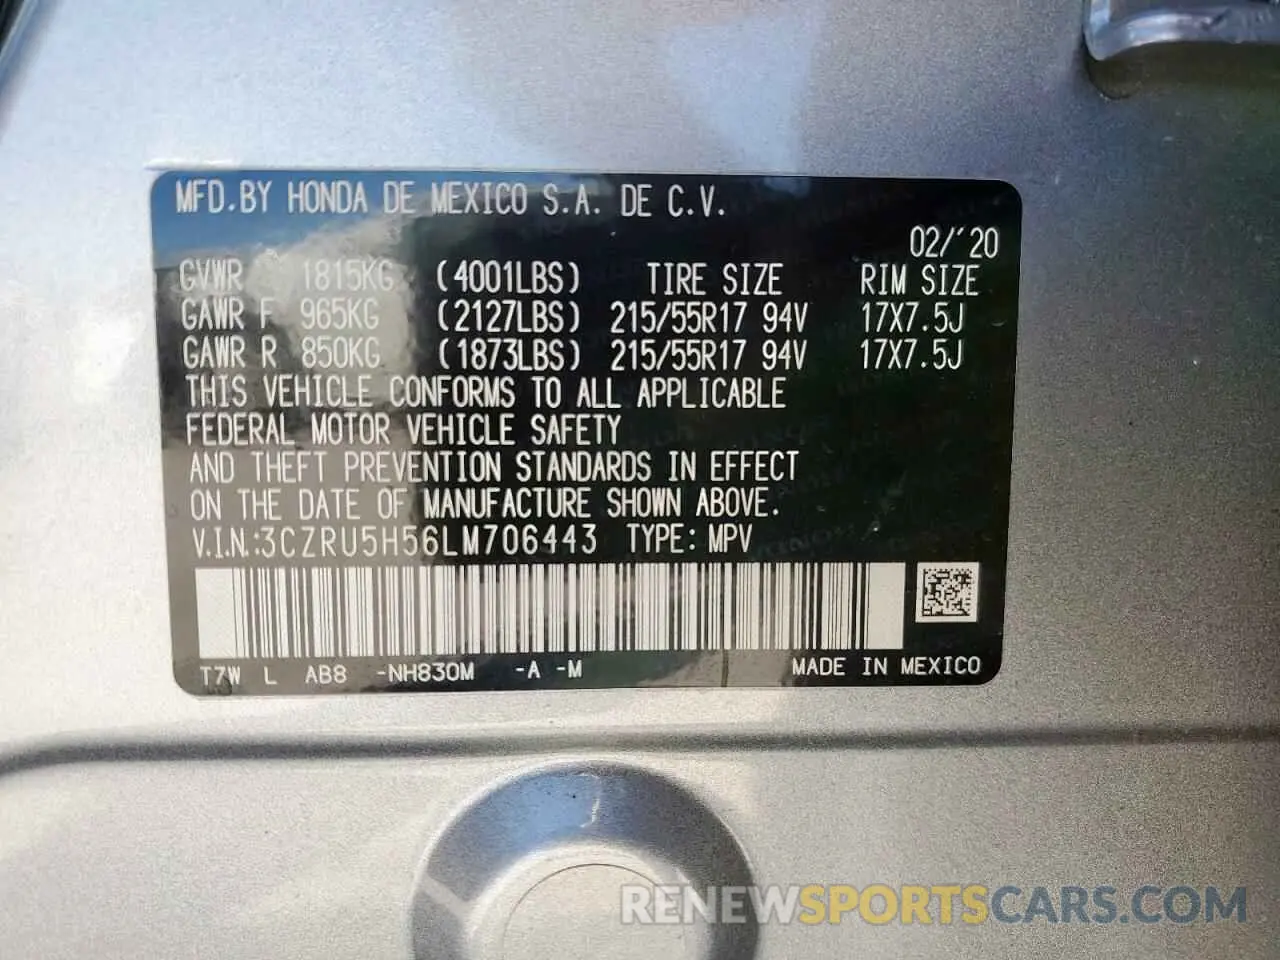 MFD.BY HONDA DE MEXICO S.A. DE C.V.
02/'20
GVWR 1815KG (4001LBS) TIRE SIZE RIM SIZE
GAWR F 965KG (2127LBS) 215/55R17 94V 17X7.5J
GAWR R 850KG (1873LBS) 215/55R17 94V 17X7.5J
THIS VEHICLE CONFORMS TO ALL APPLICABLE
FEDERAL MOTOR VEHICLE SAFETY
AND THEFT PREVENTION STANDARDS IN EFFECT
ON THE DATE OF MANUFACTURE SHOWN ABOVE.
V.I.N.:3CZRU5H56LM706443 TYPE: MPV
T7W L AB8 -NH830M -A -M MADE IN MEXICO
RENEWSPORTSCARS.COM